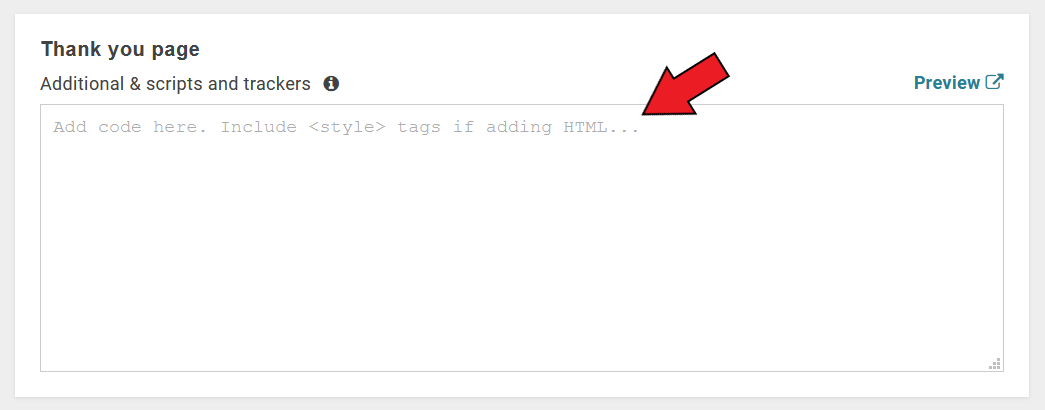 Thank you page
Additional & scripts and trackers
Preview
Add code here. Include <style> tags if adding HTML...